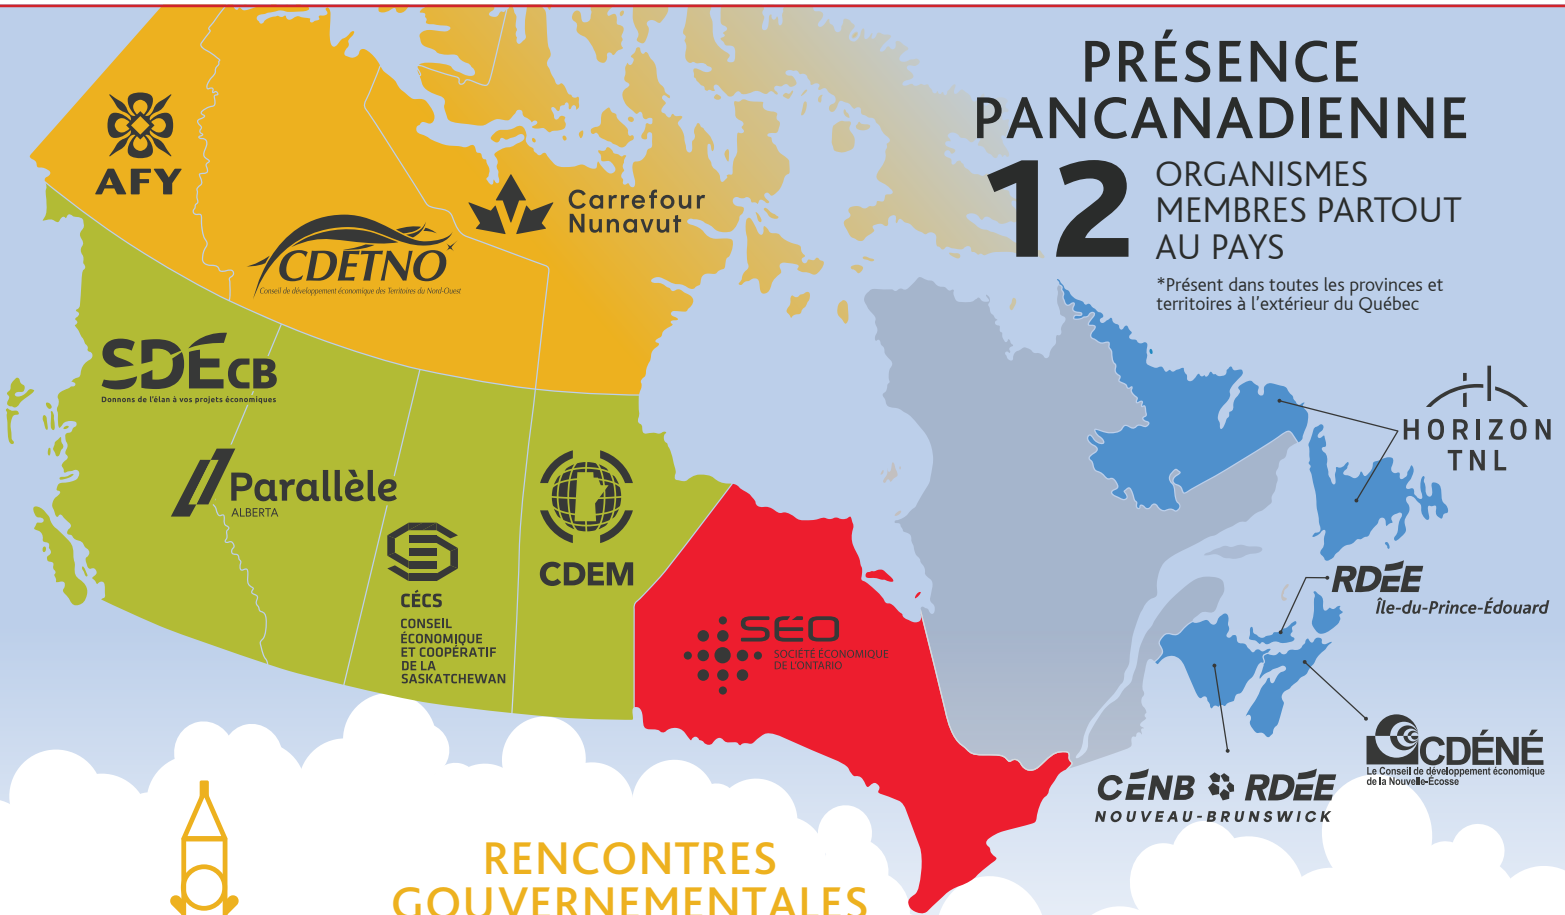 PRÉSENCE
PANCANADIENNE
12
ORGANISMES
MEMBRES PARTOUT
AU PAYS
*Présent dans toutes les provinces et
territoires à l'extérieur du Québec
AFY
CDÉTNO
Conseil de développement économique des Territoires du Nord-Ouest
Carrefour
Nunavut
SDÉCB
Donnons de l'élan à vos projets économiques
Parallèle
ALBERTA
CÉCS
CONSEIL
ÉCONOMIQUE
ET COOPÉRATIF
DE LA
SASKATCHEWAN
CDEM
SÉO
SOCIÉTÉ ÉCONOMIQUE
DE L'ONTARIO
HORIZON
TNL
RDÉE
Île-du-Prince-Édouard
CDÉNÉ
Le Conseil de développement économique
de la Nouvelle-Écosse
CÉNB RDÉE
NOUVEAU-BRUNSWICK
RENCONTRES
GOUVERNEMENTALES